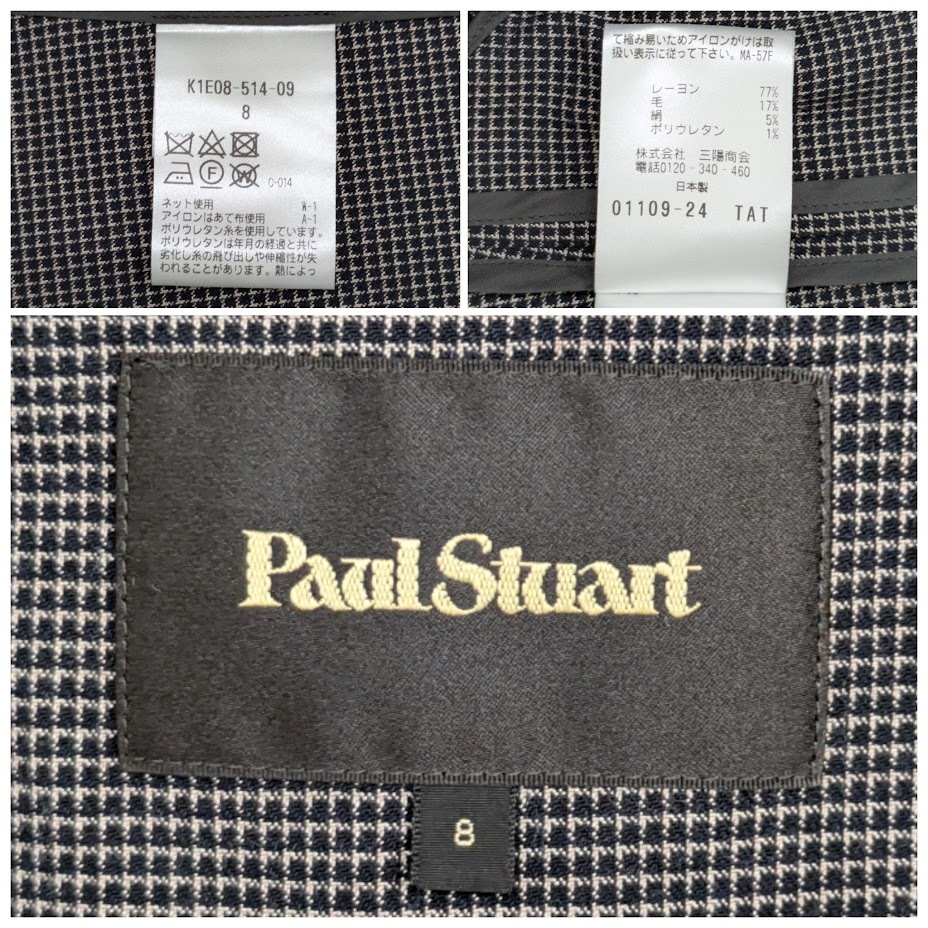 K1E08-514-09
8
F
W
C-014
ネット使用 W-1
アイロンはあて布使用 A-1
ポリウレタン糸を使用しています。
ポリウレタンは年月の経過と共に
劣化し糸の飛び出しや伸縮性が失
われることがあります。熱によっ
て縮み易いためアイロンがけは取
扱い表示に従って下さい。MA-57F
レーヨン 77%
毛 17%
絹 5%
ポリウレタン 1%
株式会社 三陽商会
電話0120-340-460
日本製
01109-24 TAT
Paul Stuart
8